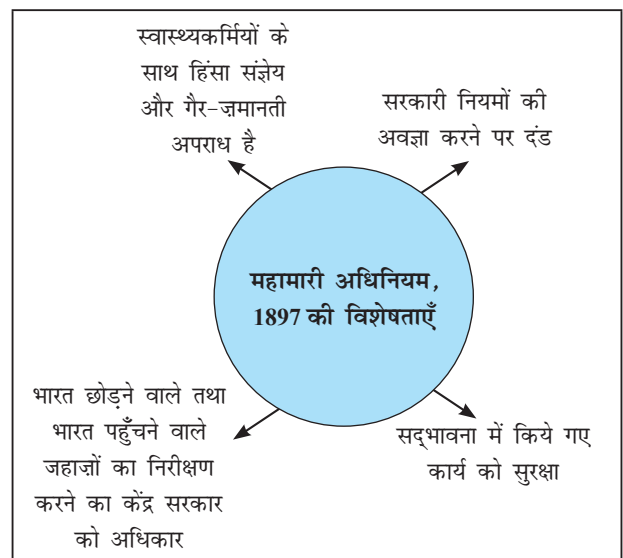 स्वास्थ्यकर्मियों के
साथ हिंसा संज्ञेय
और गैर-ज़मानती
अपराध है
सरकारी नियमों की
अवज्ञा करने पर दंड
महामारी अधिनियम,
1897 की विशेषताएँ
भारत छोड़ने वाले तथा
भारत पहुँचने वाले
जहाज़ों का निरीक्षण
करने का केंद्र सरकार
को अधिकार
सद्‌भावना में किये गए
कार्य को सुरक्षा